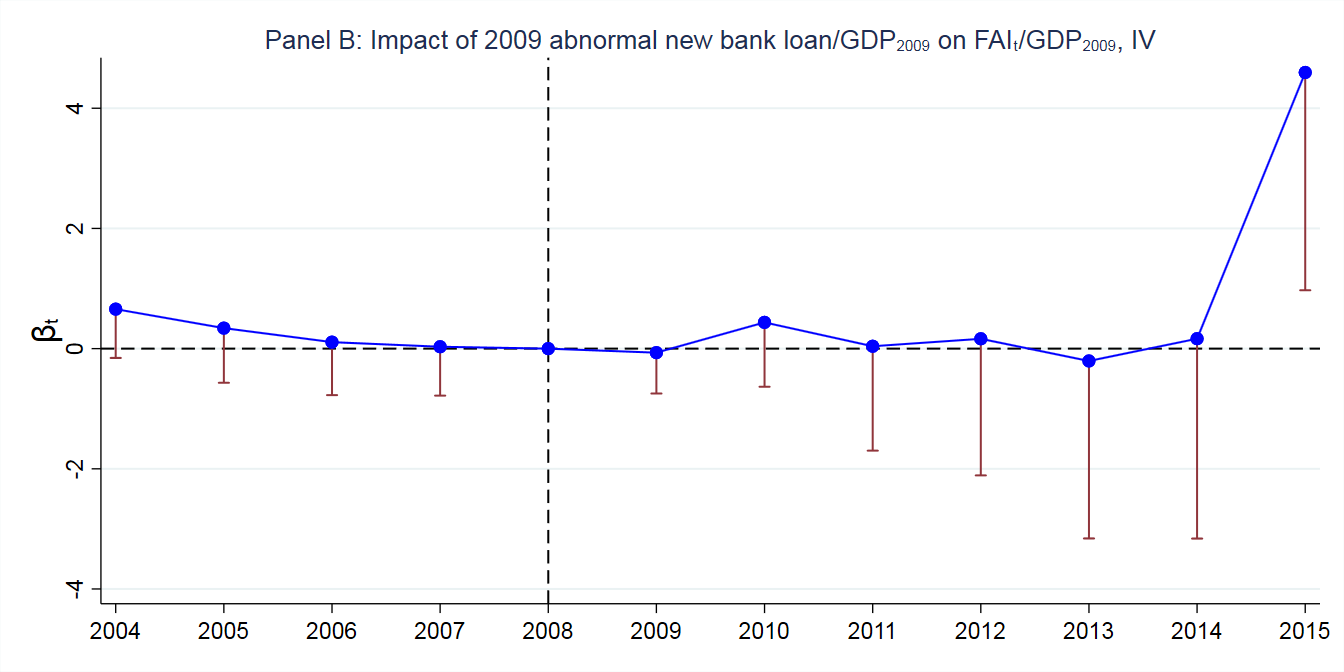 Panel B: Impact of 2009 abnormal new bank loan/GDP₂₀₀₉ on FAIₜ/GDP₂₀₀₉, IV
βₜ
4
2
0
-2
-4
2004 2005 2006 2007 2008 2009 2010 2011 2012 2013 2014 2015